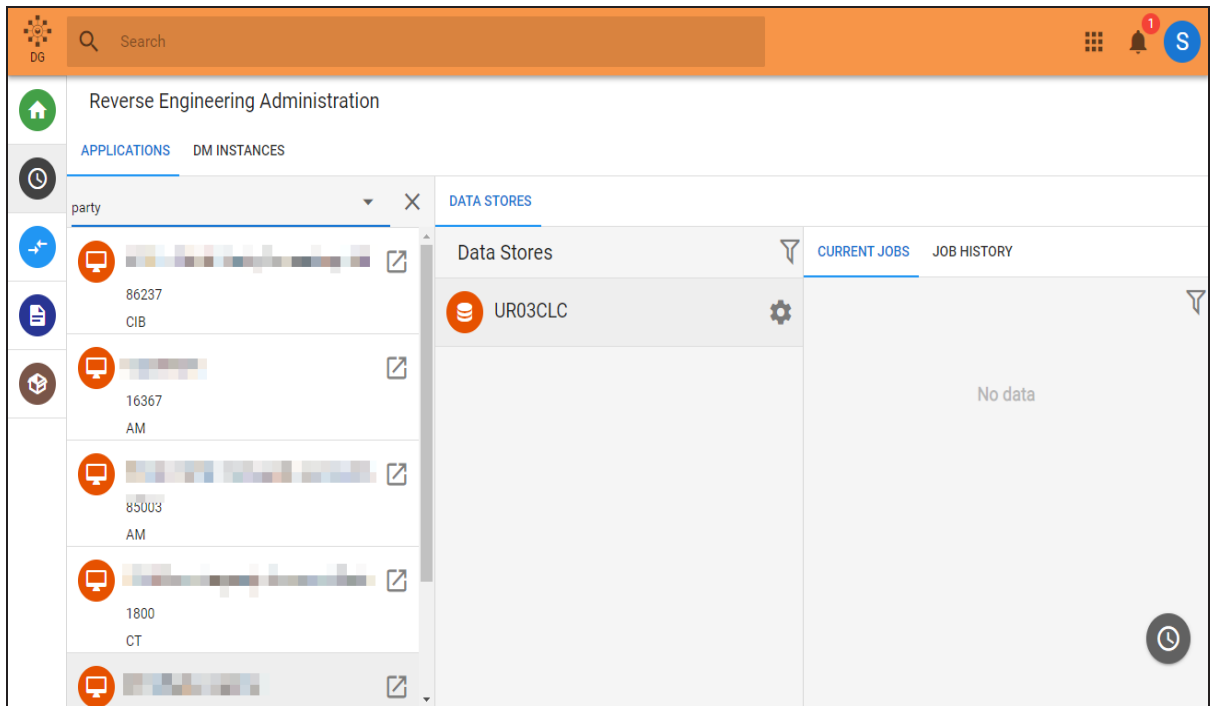 DG
Search
1
S
Reverse Engineering Administration
APPLICATIONS DM INSTANCES
party
86237
CIB
16367
AM
85003
AM
1800
CT
DATA STORES
Data Stores
UR03CLC
CURRENT JOBS JOB HISTORY
No data